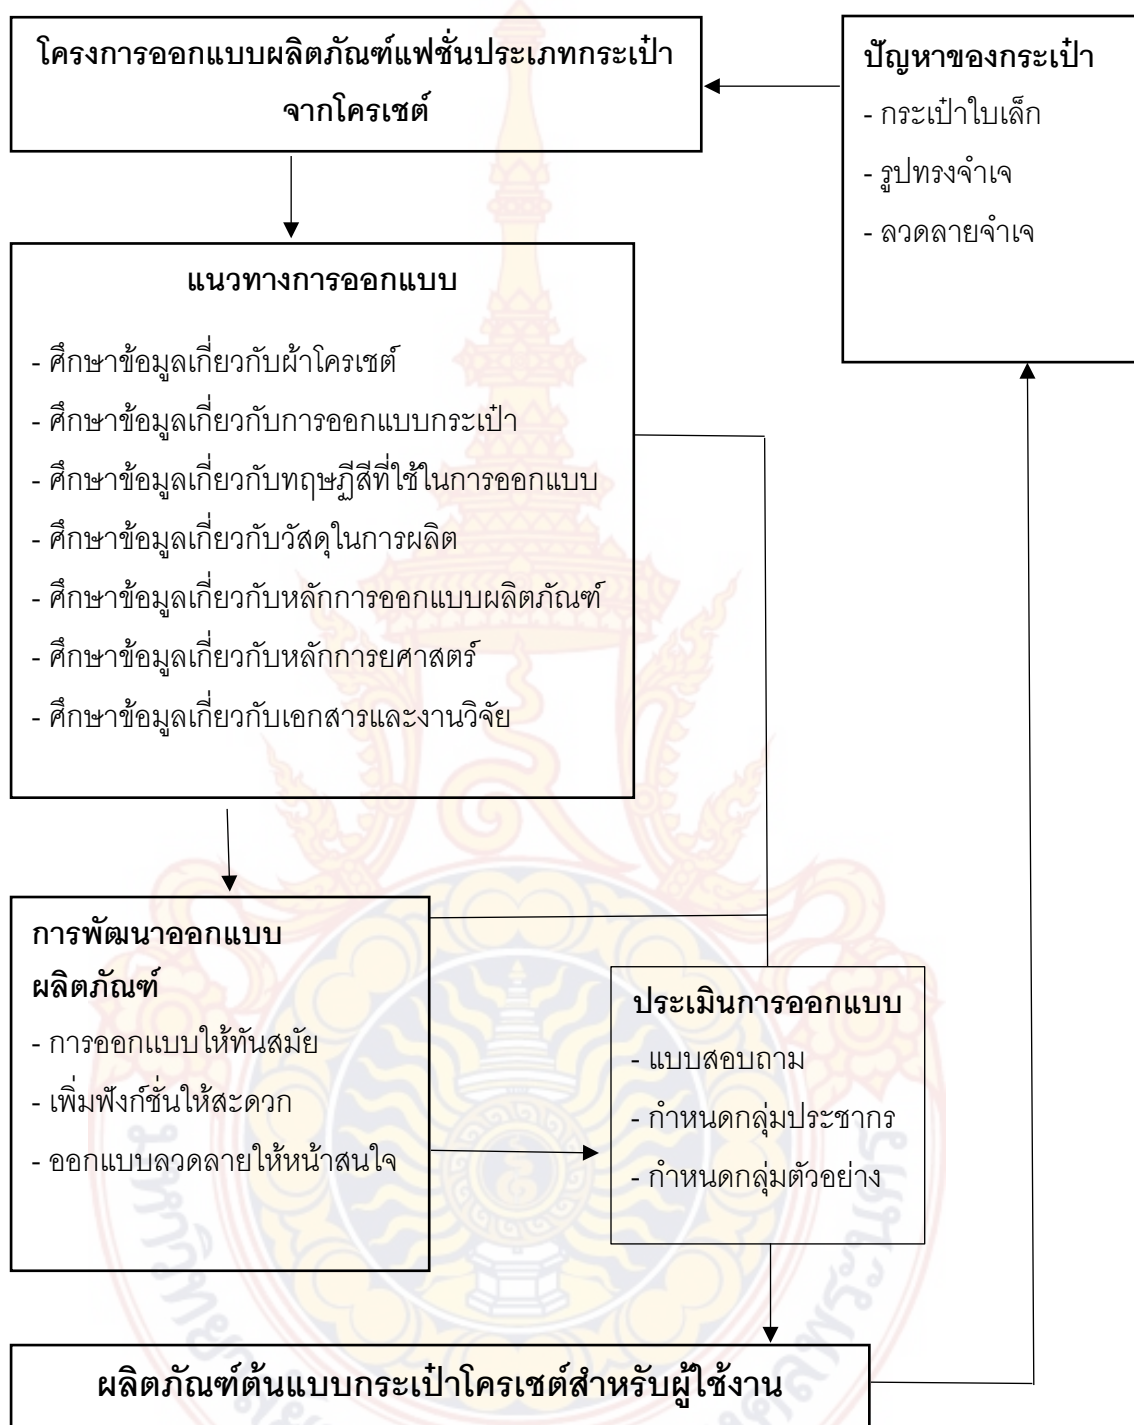 โครงการออกแบบผลิตภัณฑ์แฟชั่นประเภทกระเป๋า
จากโครเชต์
ปัญหาของกระเป๋า
- กระเป๋าใบเล็ก
- รูปทรงจำเจ
- ลวดลายจำเจ
แนวทางการออกแบบ
- ศึกษาข้อมูลเกี่ยวกับผ้าโครเชต์
- ศึกษาข้อมูลเกี่ยวกับการออกแบบกระเป๋า
- ศึกษาข้อมูลเกี่ยวกับทฤษฎีสีที่ใช้ในการออกแบบ
- ศึกษาข้อมูลเกี่ยวกับวัสดุในการผลิต
- ศึกษาข้อมูลเกี่ยวกับหลักการออกแบบผลิตภัณฑ์
- ศึกษาข้อมูลเกี่ยวกับหลักการยศาสตร์
- ศึกษาข้อมูลเกี่ยวกับเอกสารและงานวิจัย
การพัฒนาออกแบบ
ผลิตภัณฑ์
- การออกแบบให้ทันสมัย
- เพิ่มฟังก์ชั่นให้สะดวก
- ออกแบบลวดลายให้หน้าสนใจ
ประเมินการออกแบบ
- แบบสอบถาม
- กำหนดกลุ่มประชากร
- กำหนดกลุ่มตัวอย่าง
ผลิตภัณฑ์ต้นแบบกระเป๋าโครเชต์สำหรับผู้ใช้งาน